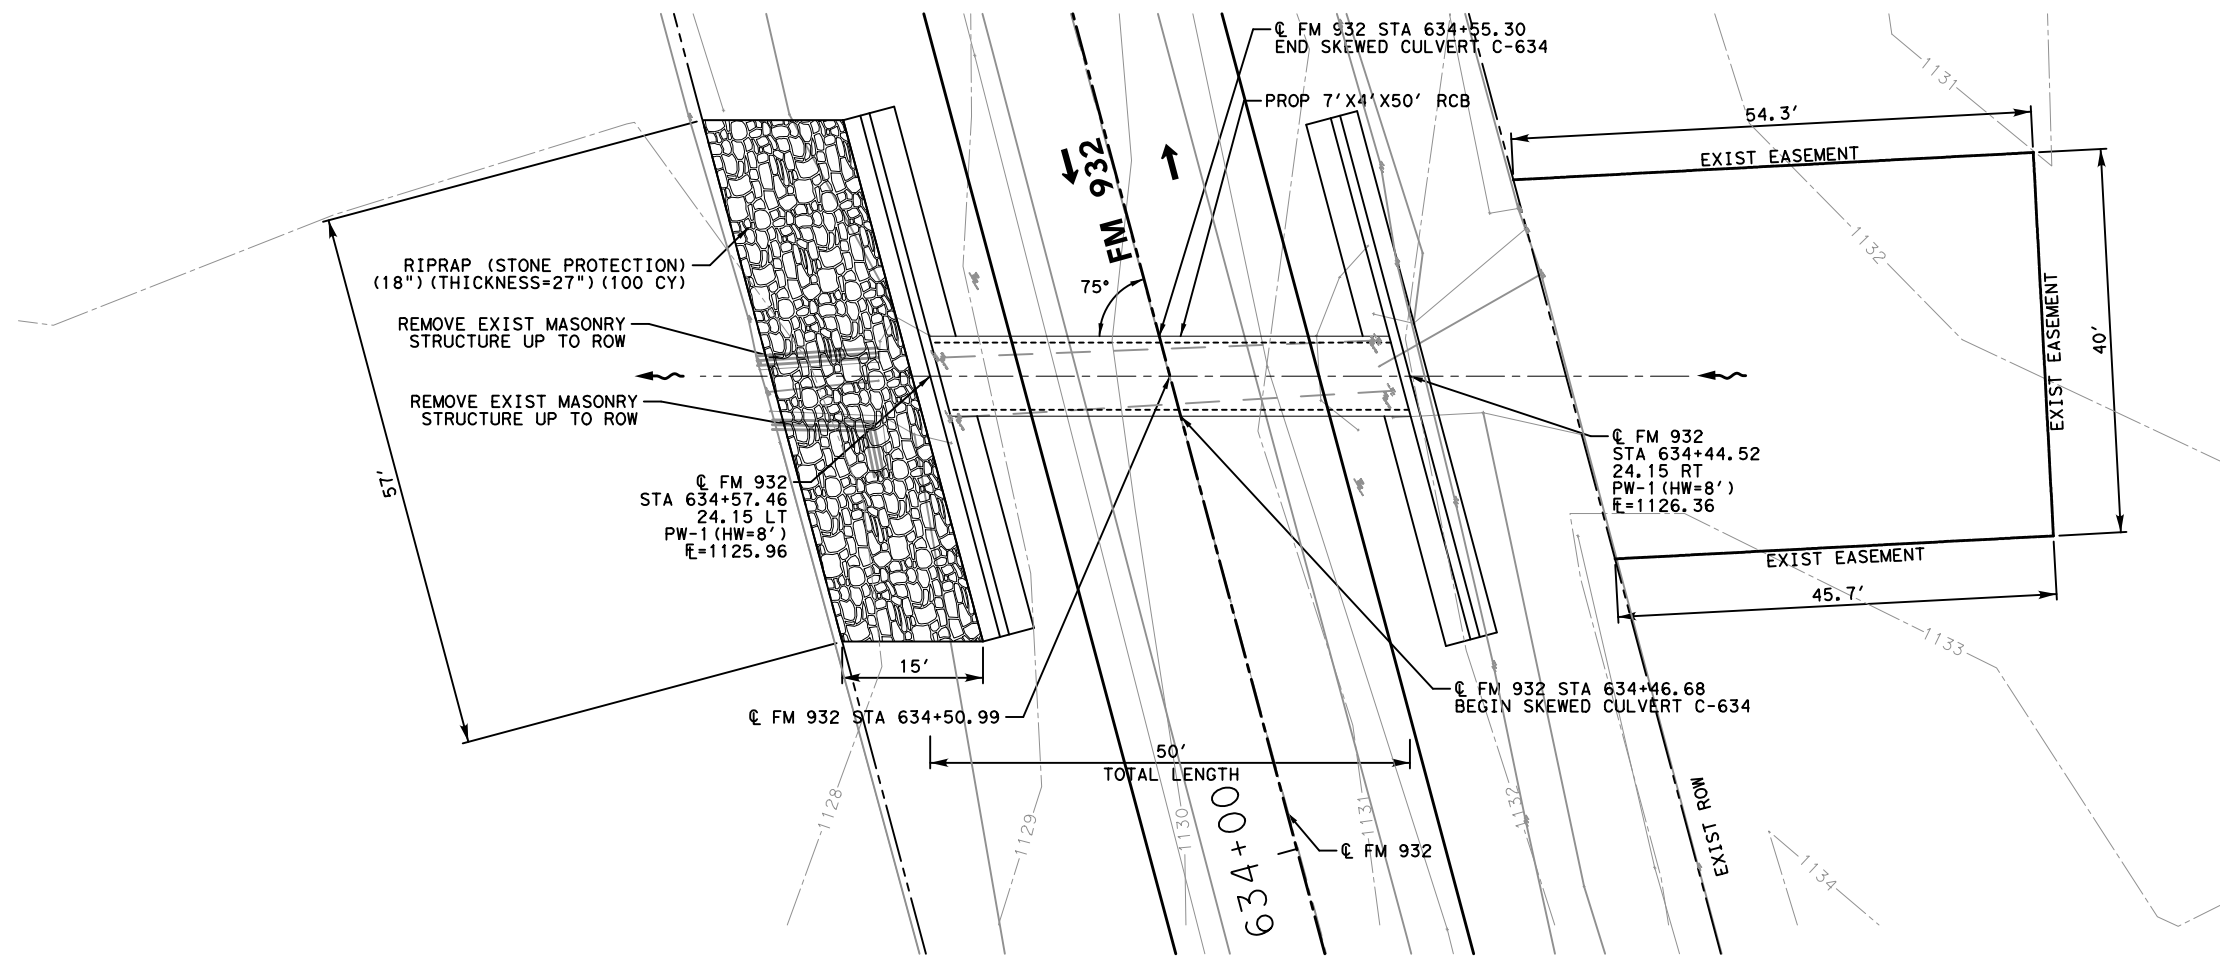 ℄ FM 932 STA 634+55.30
END SKEWED CULVERT C-634
PROP 7'X4'X50' RCB
1131
54.3'
EXIST EASEMENT
FM 932
1132
RIPRAP (STONE PROTECTION)
(18")(THICKNESS=27")(100 CY)
75°
EXIST EASEMENT
40'
EXIST EASEMENT
REMOVE EXIST MASONRY
STRUCTURE UP TO ROW
REMOVE EXIST MASONRY
STRUCTURE UP TO ROW
57'
℄ FM 932
STA 634+57.46
24.15 LT
PW-1(HW=8')
FL=1125.96
℄ FM 932
STA 634+44.52
24.15 RT
PW-1(HW=8')
FL=1126.36
EXIST EASEMENT
45.7'
1133
15'
℄ FM 932 STA 634+50.99
℄ FM 932 STA 634+46.68
BEGIN SKEWED CULVERT C-634
50'
TOTAL LENGTH
1128
1129
1130
634+00
1131
1132
℄ FM 932
EXIST ROW
1134